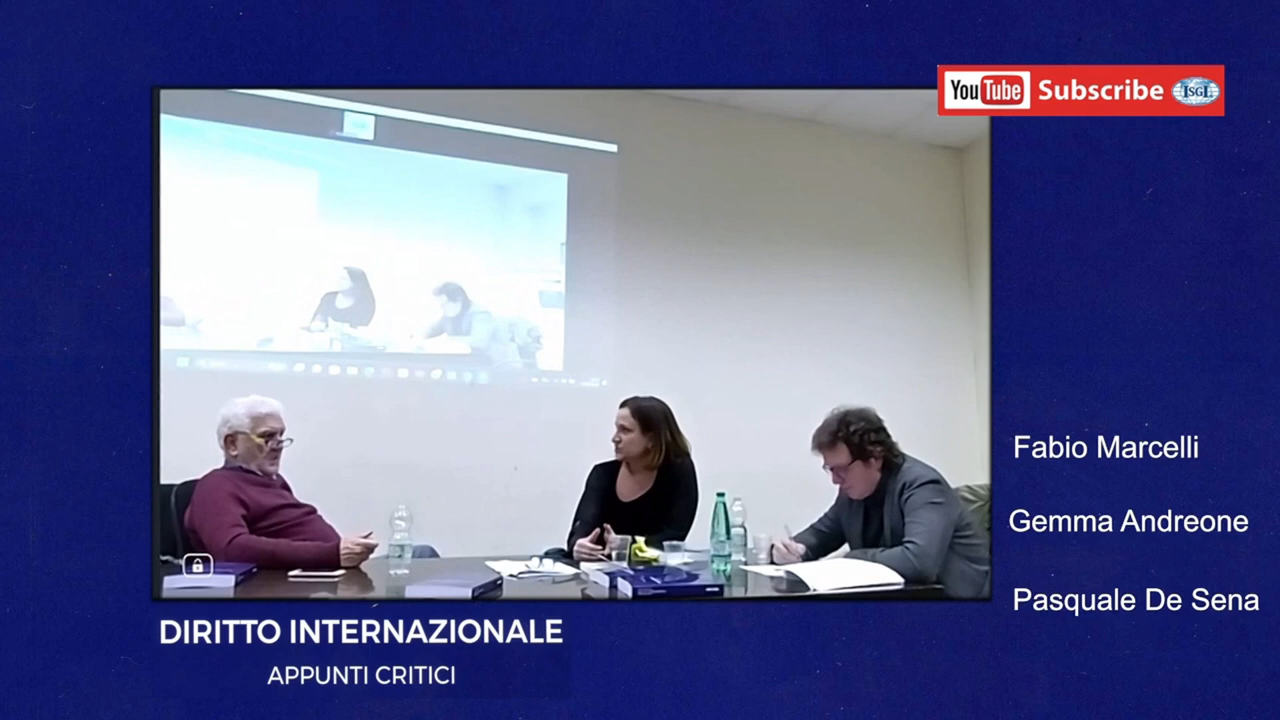 YouTube Subscribe ISGI
Fabio Marcelli
Gemma Andreone
Pasquale De Sena
DIRITTO INTERNAZIONALE
APPUNTI CRITICI